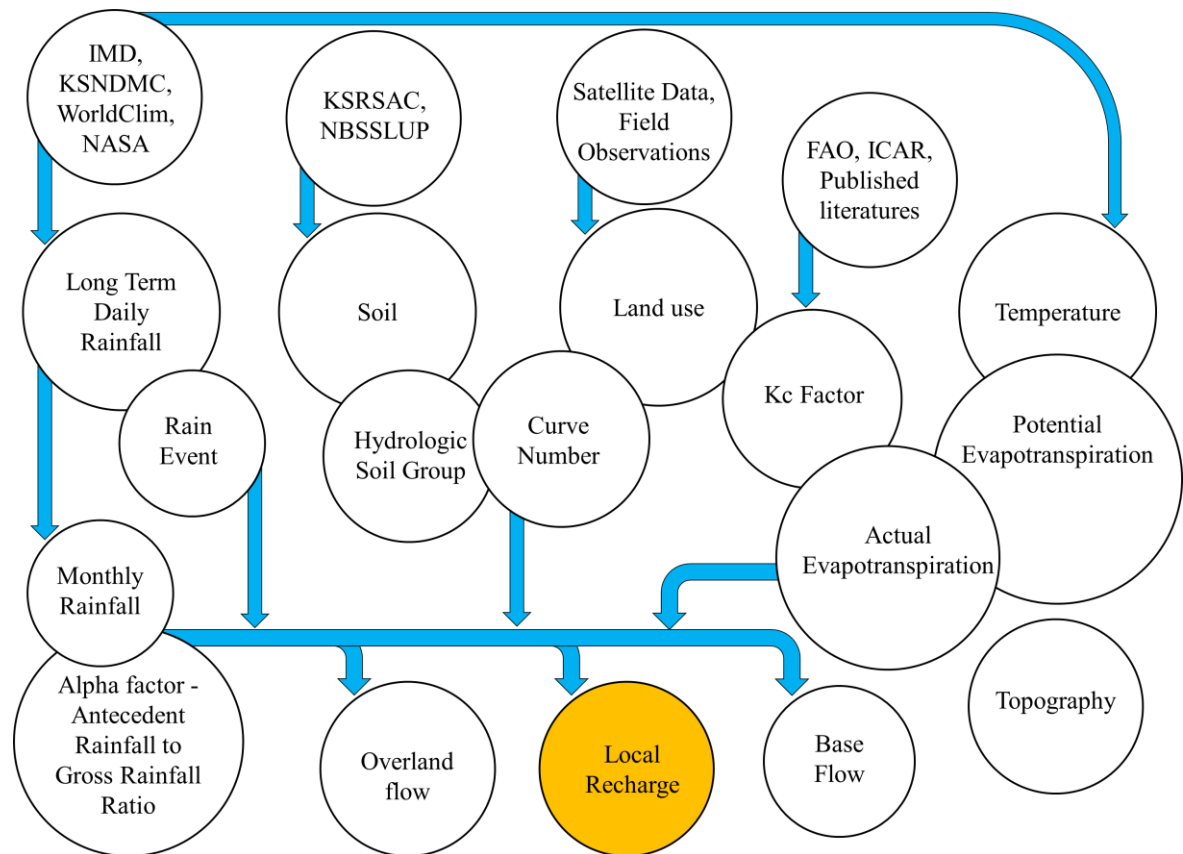 IMD,
KSNDMC,
WorldClim,
NASA
KSRSAC,
NBSSLUP
Satellite Data,
Field
Observations
FAO, ICAR,
Published
literatures
Long Term
Daily
Rainfall
Soil
Land use
Temperature
Rain
Event
Hydrologic
Soil Group
Curve
Number
Kc Factor
Potential
Evapotranspiration
Actual
Evapotranspiration
Monthly
Rainfall
Alpha factor -
Antecedent
Rainfall to
Gross Rainfall
Ratio
Overland
flow
Local
Recharge
Base
Flow
Topography